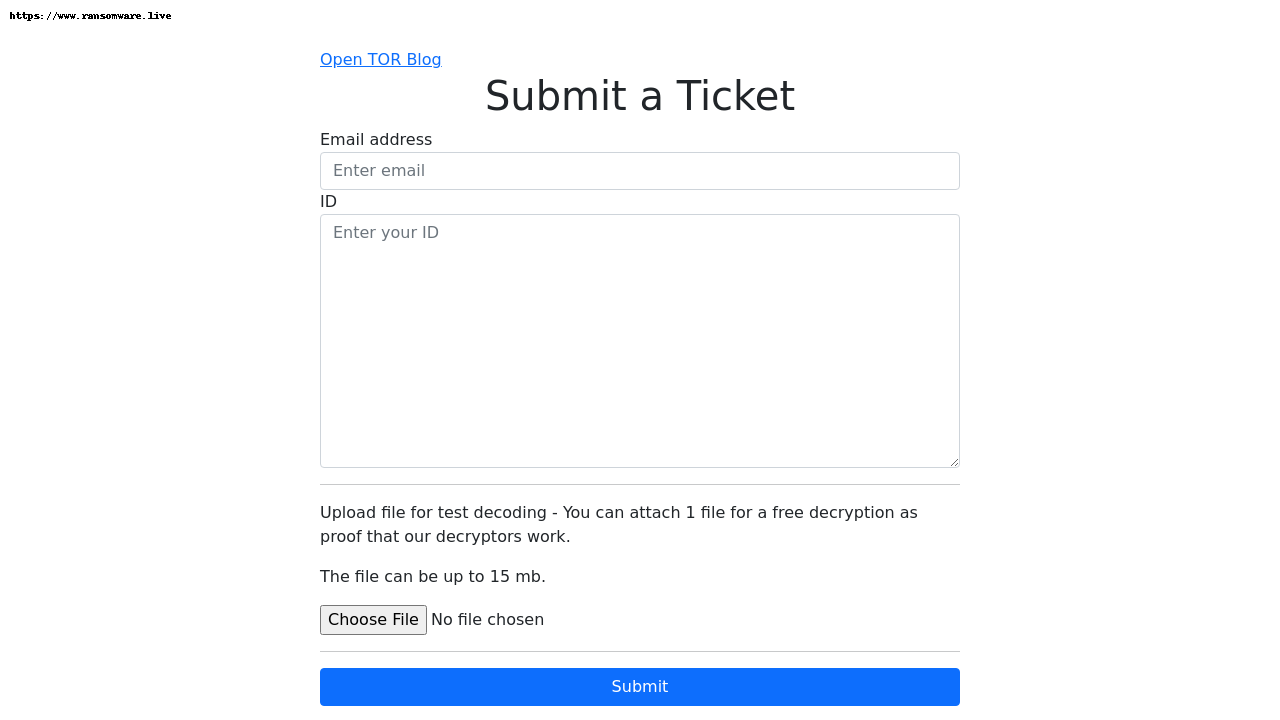 https://www.ransomware.live
Open TOR Blog
Submit a Ticket
Email address
Enter email
ID
Enter your ID
Upload file for test decoding - You can attach 1 file for a free decryption as
proof that our decryptors work.
The file can be up to 15 mb.
Choose File No file chosen
Submit